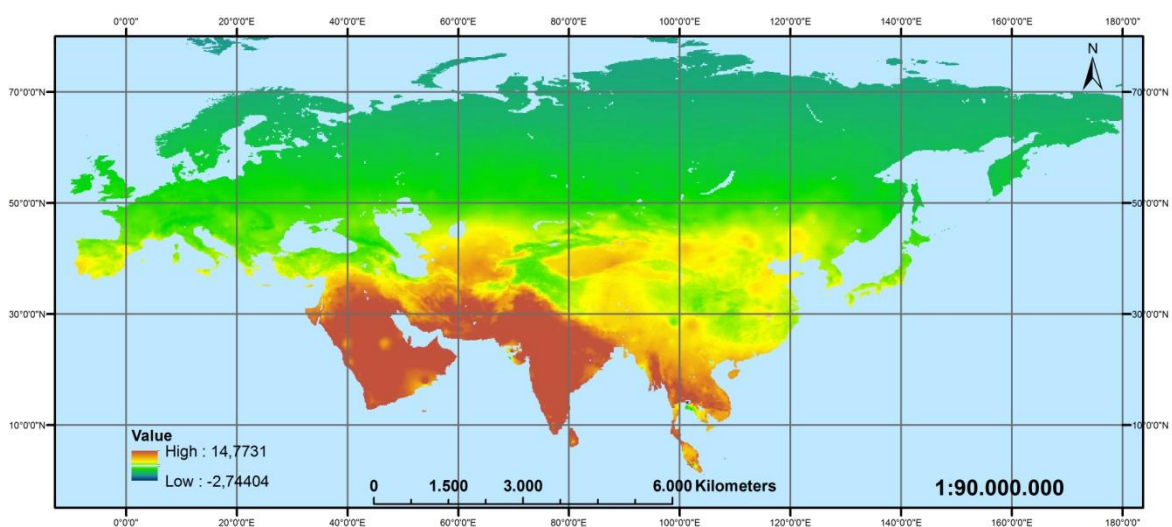 0°0'0" 20°0'0"E 40°0'0"E 60°0'0"E 80°0'0"E 100°0'0"E 120°0'0"E 140°0'0"E 160°0'0"E 180°0'0"
N
70°0'0"N 70°0'0"N
50°0'0"N 50°0'0"N
30°0'0"N 30°0'0"N
10°0'0"N 10°0'0"N
Value
High : 14,7731
Low : -2,74404
0 1.500 3.000 6.000 Kilometers
1:90.000.000
0°0'0" 20°0'0"E 40°0'0"E 60°0'0"E 80°0'0"E 100°0'0"E 120°0'0"E 140°0'0"E 160°0'0"E 180°0'0"